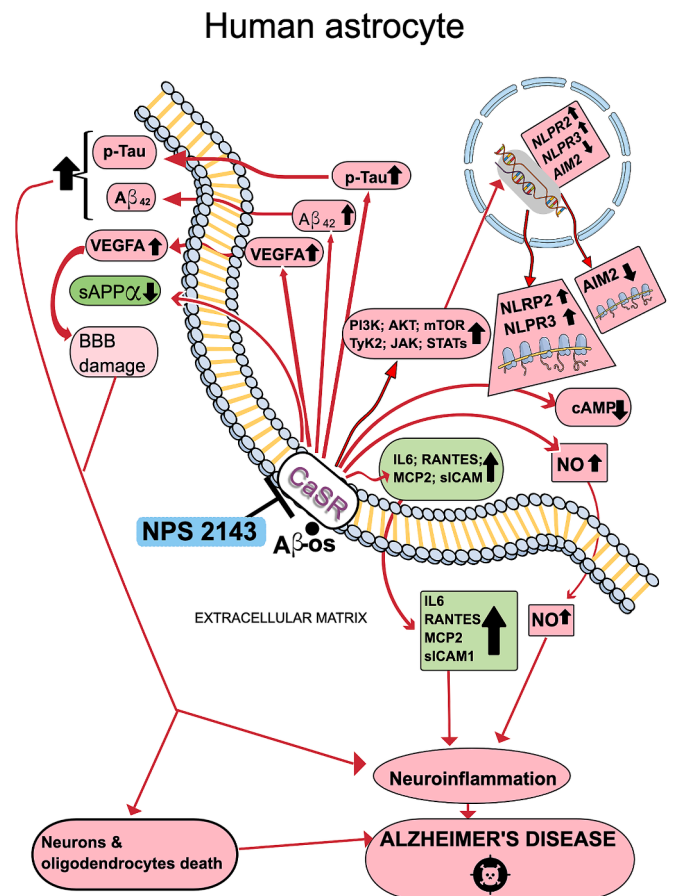 Human astrocyte
NLPR2
NLPR3
AIM2
p-Tau
p-Tau
Aβ42
Aβ42
VEGFA
VEGFA
sAPPα
BBB
damage
PI3K; AKT; mTOR
TyK2; JAK; STATs
NLRP2
NLPR3
AIM2
cAMP
IL6; RANTES;
MCP2; sICAM
NO
CaSR
NPS 2143
Aβ-os
EXTRACELLULAR MATRIX
IL6
RANTES
MCP2
sICAM1
NO
Neuroinflammation
Neurons &
oligodendrocytes death
ALZHEIMER'S DISEASE